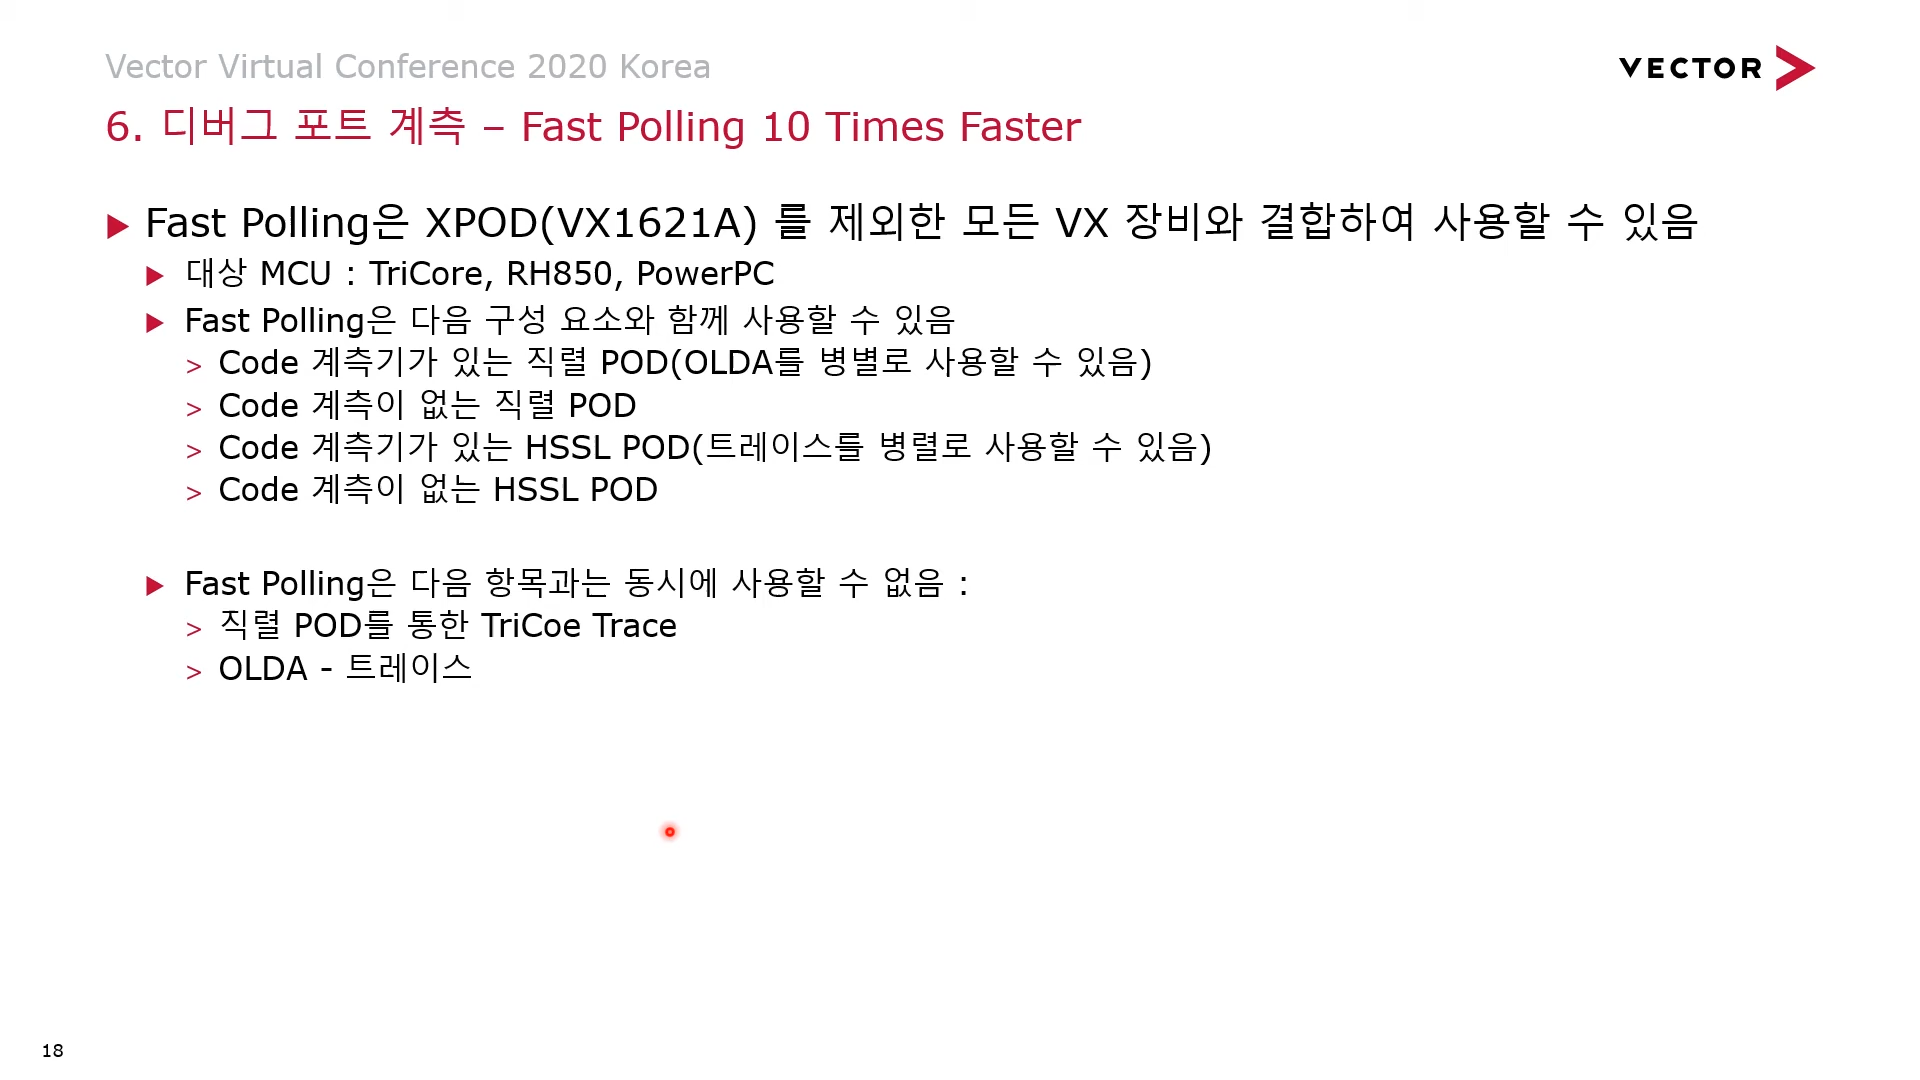 Vector Virtual Conference 2020 Korea
VECTOR
6. 디버그 포트 계측 – Fast Polling 10 Times Faster
Fast Polling은 XPOD(VX1621A) 를 제외한 모든 VX 장비와 결합하여 사용할 수 있음
대상 MCU : TriCore, RH850, PowerPC
Fast Polling은 다음 구성 요소와 함께 사용할 수 있음
> Code 계측기가 있는 직렬 POD(OLDA를 병별로 사용할 수 있음)
> Code 계측이 없는 직렬 POD
> Code 계측기가 있는 HSSL POD(트레이스를 병렬로 사용할 수 있음)
> Code 계측이 없는 HSSL POD
Fast Polling은 다음 항목과는 동시에 사용할 수 없음 :
> 직렬 POD를 통한 TriCoe Trace
> OLDA - 트레이스
18